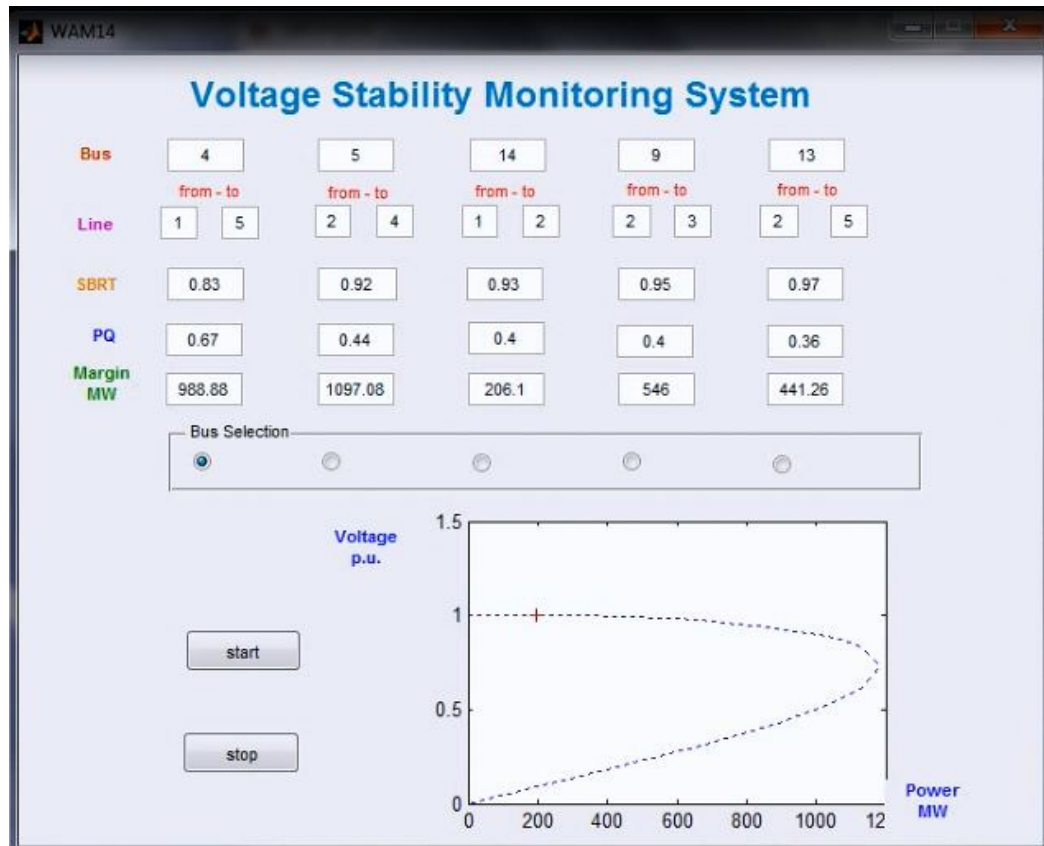 WAM14
Voltage Stability Monitoring System
Bus 4 5 14 9 13
from - to from - to from - to from - to from - to
Line 1 5 2 4 1 2 2 3 2 5
SBRT 0.83 0.92 0.93 0.95 0.97
PQ 0.67 0.44 0.4 0.4 0.36
Margin
MW 988.88 1097.08 206.1 546 441.26
Bus Selection
Voltage
p.u.
1.5
1
start
0.5
stop
0
Power
MW
0 200 400 600 800 1000 12